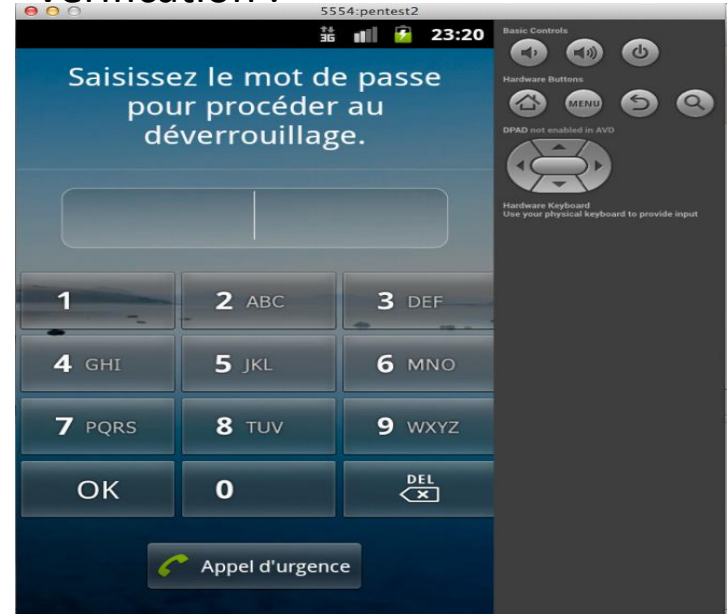 Vérification :
5554:pentest2
3G 23:20
Saisissez le mot de passe
pour procéder au
déverrouillage.
1
2 ABC
3 DEF
4 GHI
5 JKL
6 MNO
7 PQRS
8 TUV
9 WXYZ
OK
0
DEL
Appel d'urgence
Basic Controls
Hardware Buttons
MENU
DPAD not enabled in AVD
Hardware Keyboard
Use your physical keyboard to provide input